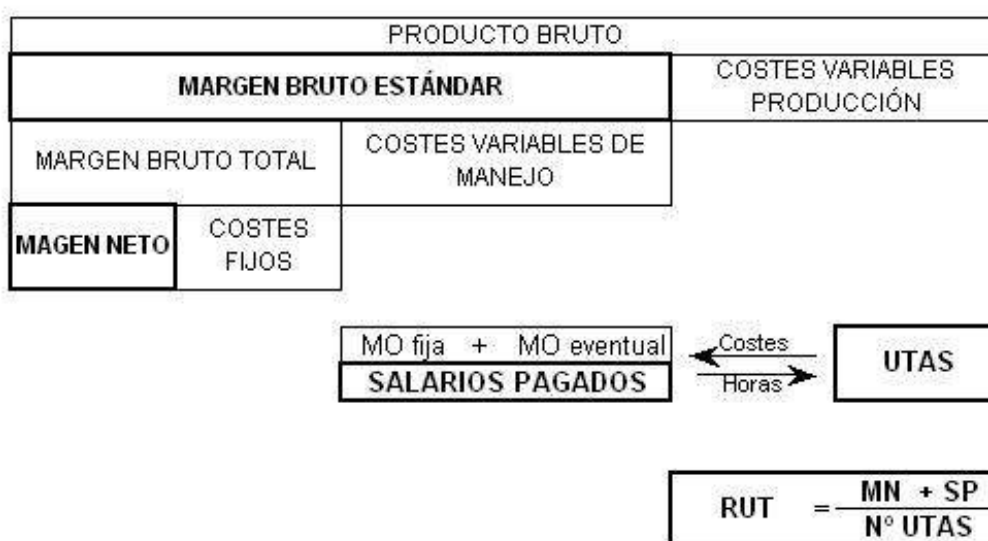 PRODUCTO BRUTO
MARGEN BRUTO ESTÁNDAR
COSTES VARIABLES
PRODUCCIÓN
MARGEN BRUTO TOTAL
COSTES VARIABLES DE
MANEJO
MAGEN NETO
COSTES
FIJOS
MO fija + MO eventual
SALARIOS PAGADOS
Costes
Horas
UTAS
RUT = MN + SP
Nº UTAS